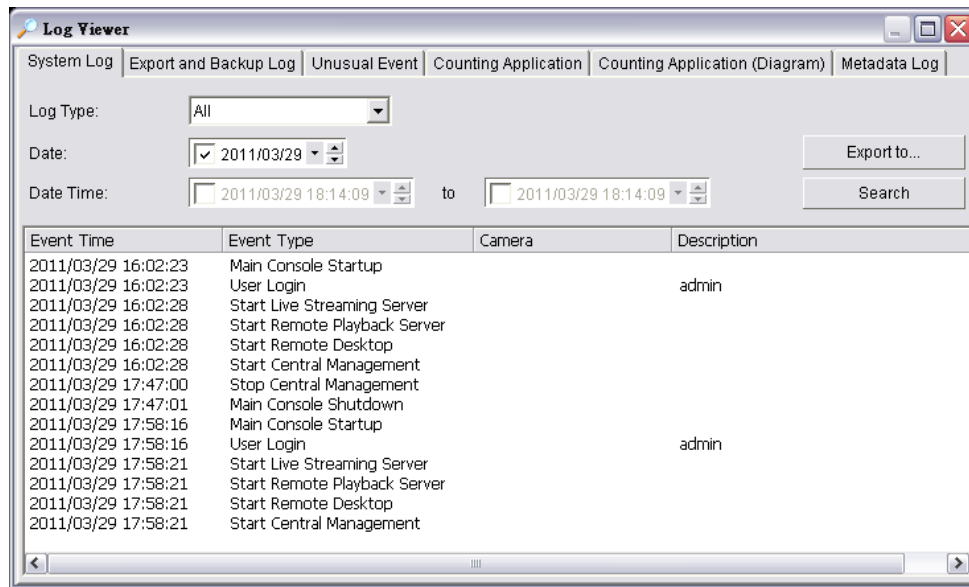 Log Viewer
System Log Export and Backup Log Unusual Event Counting Application Counting Application (Diagram) Metadata Log
Log Type: All
Date: 2011/03/29 Export to...
Date Time: 2011/03/29 18:14:09 to 2011/03/29 18:14:09 Search
Event Time Event Type Camera Description
2011/03/29 16:02:23 Main Console Startup
2011/03/29 16:02:23 User Login admin
2011/03/29 16:02:28 Start Live Streaming Server
2011/03/29 16:02:28 Start Remote Playback Server
2011/03/29 16:02:28 Start Remote Desktop
2011/03/29 16:02:28 Start Central Management
2011/03/29 17:47:00 Stop Central Management
2011/03/29 17:47:01 Main Console Shutdown
2011/03/29 17:58:16 Main Console Startup
2011/03/29 17:58:16 User Login admin
2011/03/29 17:58:21 Start Live Streaming Server
2011/03/29 17:58:21 Start Remote Playback Server
2011/03/29 17:58:21 Start Remote Desktop
2011/03/29 17:58:21 Start Central Management